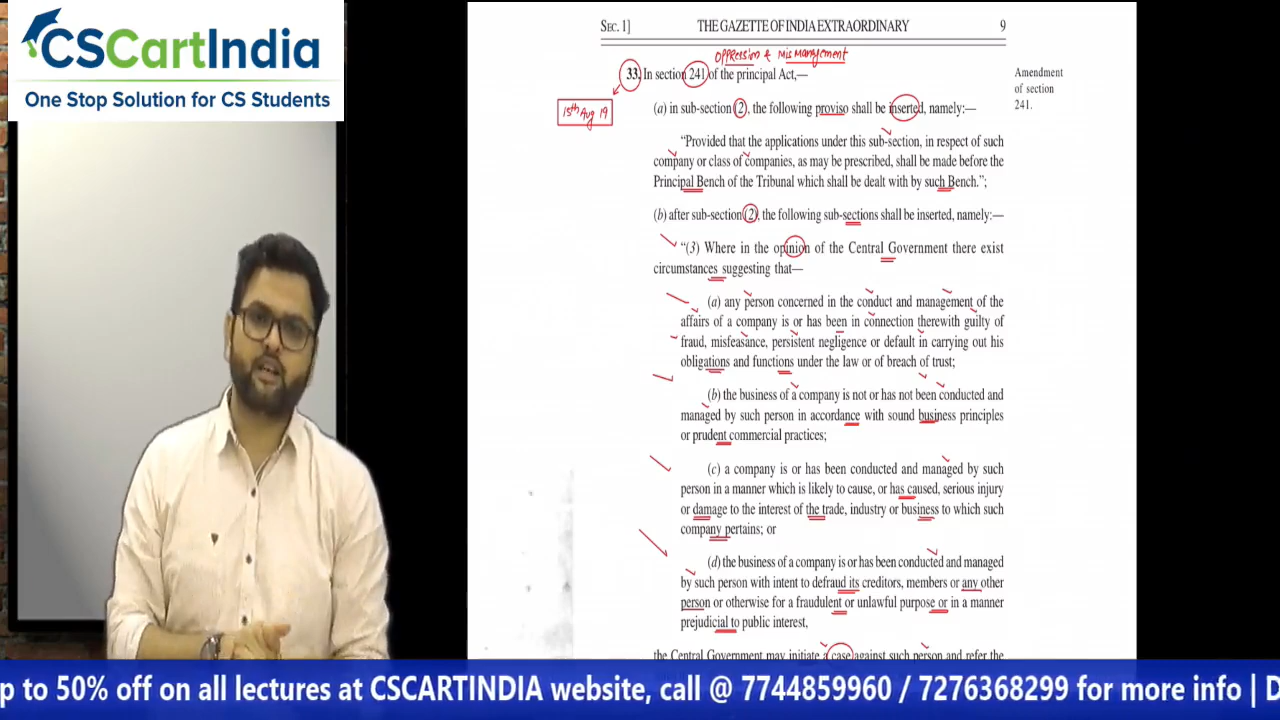 CSCartIndia
One Stop Solution for CS Students
SEC. 1] THE GAZETTE OF INDIA EXTRAORDINARY 9
Oppression & Mismanagement
33. In section 241 of the principal Act,—
Amendment
of section
241.
15th Aug 19
(a) in sub-section (2), the following proviso shall be inserted, namely:—
“Provided that the applications under this sub-section, in respect of such
company or class of companies, as may be prescribed, shall be made before the
Principal Bench of the Tribunal which shall be dealt with by such Bench.”;
(b) after sub-section (2), the following sub-sections shall be inserted, namely:—
“(3) Where in the opinion of the Central Government there exist
circumstances suggesting that—
(a) any person concerned in the conduct and management of the
affairs of a company is or has been in connection therewith guilty of
fraud, misfeasance, persistent negligence or default in carrying out his
obligations and functions under the law or of breach of trust;
(b) the business of a company is not or has not been conducted and
managed by such person in accordance with sound business principles
or prudent commercial practices;
(c) a company is or has been conducted and managed by such
person in a manner which is likely to cause, or has caused, serious injury
or damage to the interest of the trade, industry or business to which such
company pertains; or
(d) the business of a company is or has been conducted and managed
by such person with intent to defraud its creditors, members or any other
person or otherwise for a fraudulent or unlawful purpose or in a manner
prejudicial to public interest,
the Central Government may initiate a case against such person and refer the
p to 50% off on all lectures at CSCARTINDIA website, call @ 7744859960 / 7276368299 for more info | D